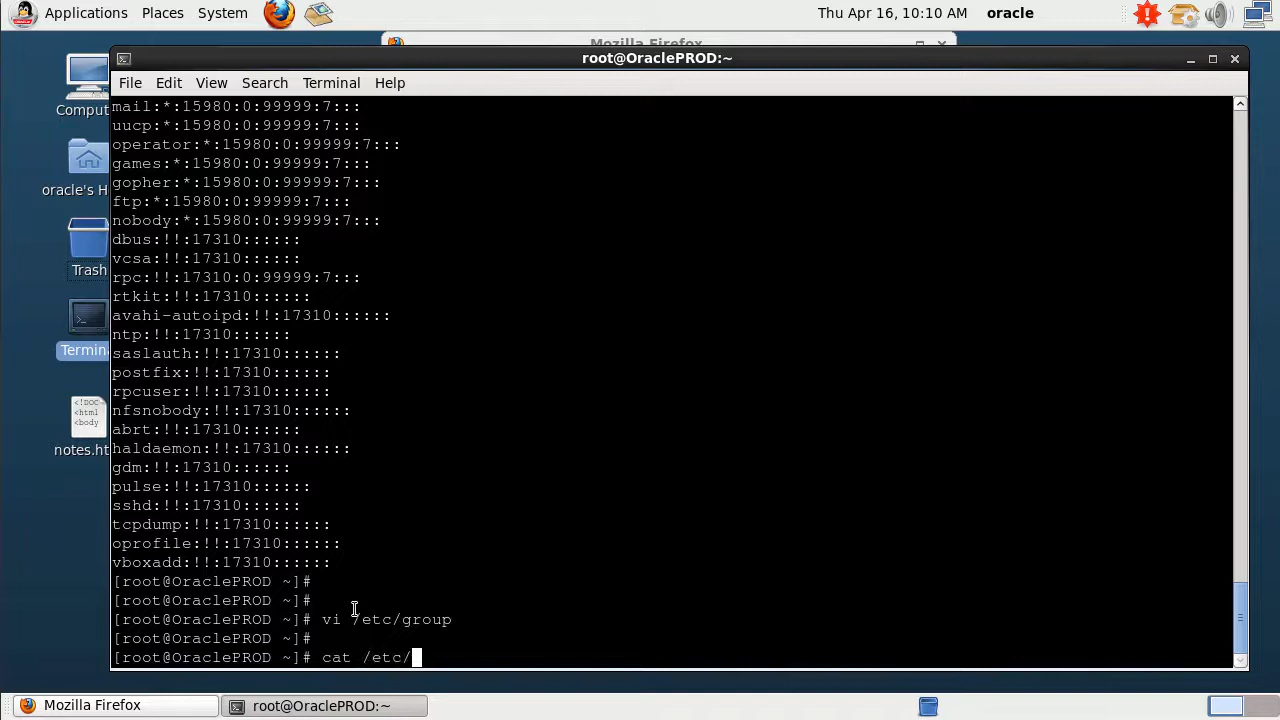 Applications Places System
Thu Apr 16, 10:10 AM oracle
Mozilla Firefox
root@OraclePROD:~
File Edit View Search Terminal Help
Comput
oracle's H
Trash
Termina
<!DOC
<html
<body
notes.ht
mail:*:15980:0:99999:7:::
uucp:*:15980:0:99999:7:::
operator:*:15980:0:99999:7:::
games:*:15980:0:99999:7:::
gopher:*:15980:0:99999:7:::
ftp:*:15980:0:99999:7:::
nobody:*:15980:0:99999:7:::
dbus:!!:17310::::::
vcsa:!!:17310::::::
rpc:!!:17310:0:99999:7:::
rtkit:!!:17310::::::
avahi-autoipd:!!:17310::::::
ntp:!!:17310::::::
saslauth:!!:17310::::::
postfix:!!:17310::::::
rpcuser:!!:17310::::::
nfsnobody:!!:17310::::::
abrt:!!:17310::::::
haldaemon:!!:17310::::::
gdm:!!:17310::::::
pulse:!!:17310::::::
sshd:!!:17310::::::
tcpdump:!!:17310::::::
oprofile:!!:17310::::::
vboxadd:!!:17310::::::
[root@OraclePROD ~]#
[root@OraclePROD ~]#
[root@OraclePROD ~]# vi /etc/group
[root@OraclePROD ~]#
[root@OraclePROD ~]# cat /etc/
Mozilla Firefox
root@OraclePROD:~